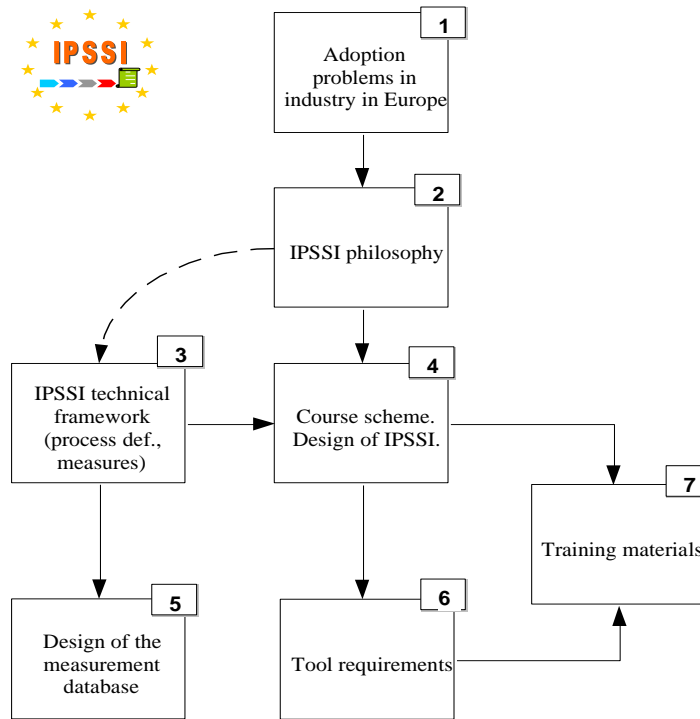 IPSSI
1
Adoption
problems in
industry in Europe
2
IPSSI philosophy
3
IPSSI technical
framework
(process def.,
measures)
4
Course scheme.
Design of IPSSI.
7
Training materials
5
Design of the
measurement
database
6
Tool requirements